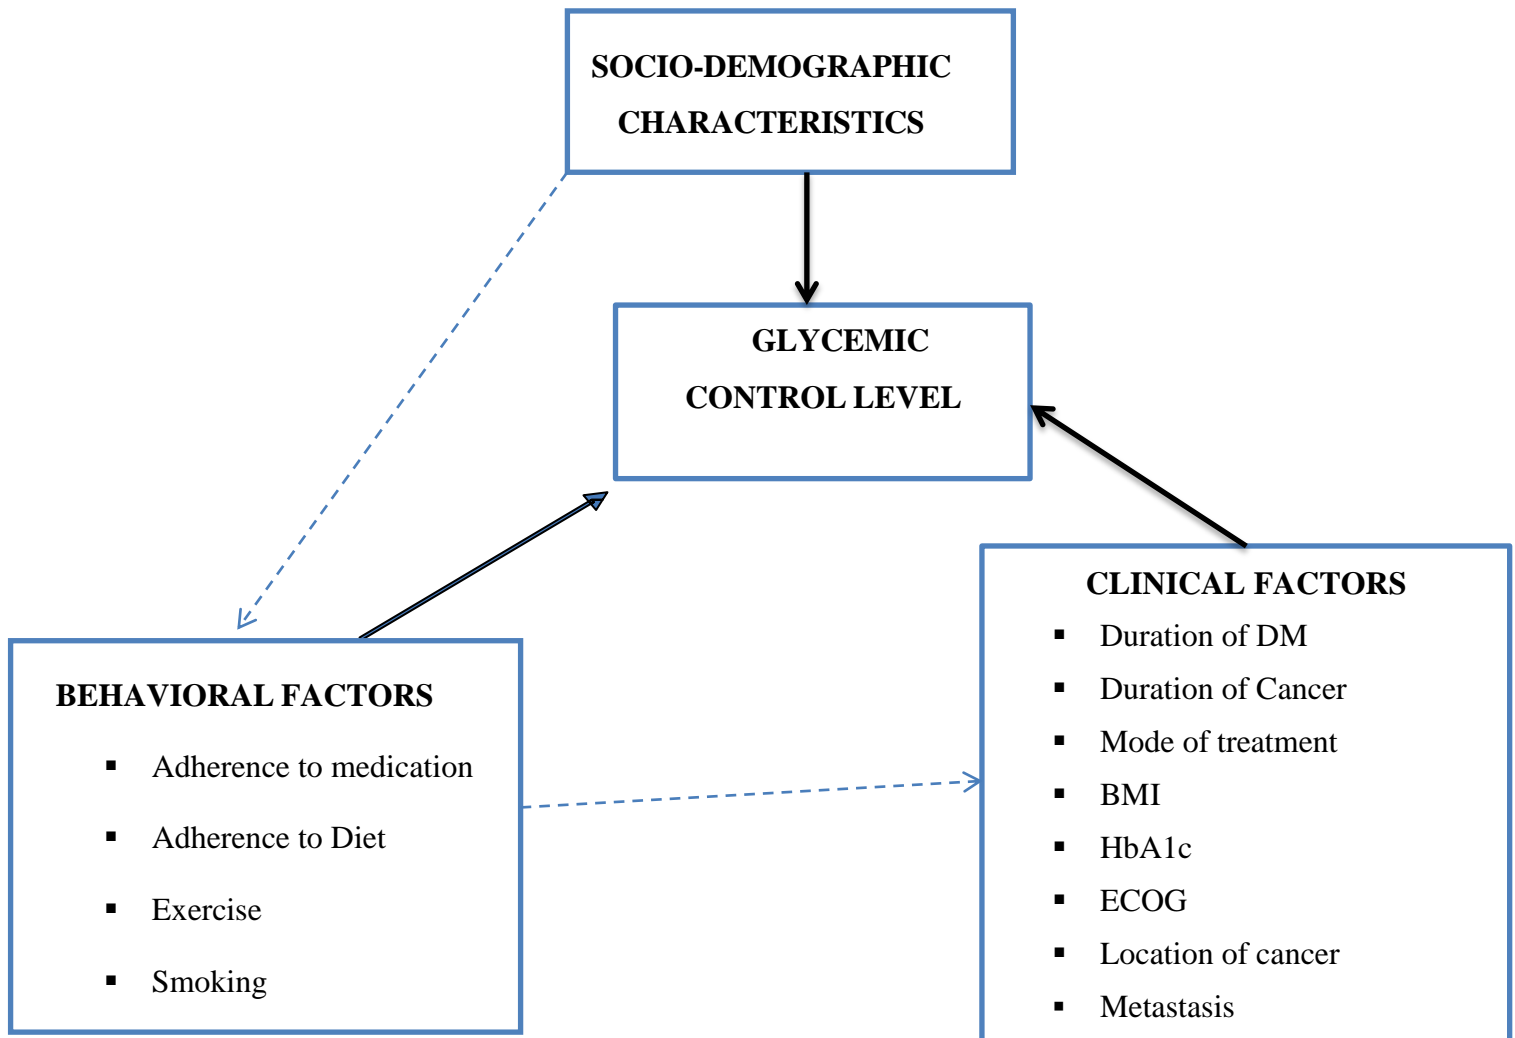 SOCIO-DEMOGRAPHIC
CHARACTERISTICS
GLYCEMIC
CONTROL LEVEL
BEHAVIORAL FACTORS
▪ Adherence to medication
▪ Adherence to Diet
▪ Exercise
▪ Smoking
CLINICAL FACTORS
▪ Duration of DM
▪ Duration of Cancer
▪ Mode of treatment
▪ BMI
▪ HbA1c
▪ ECOG
▪ Location of cancer
▪ Metastasis